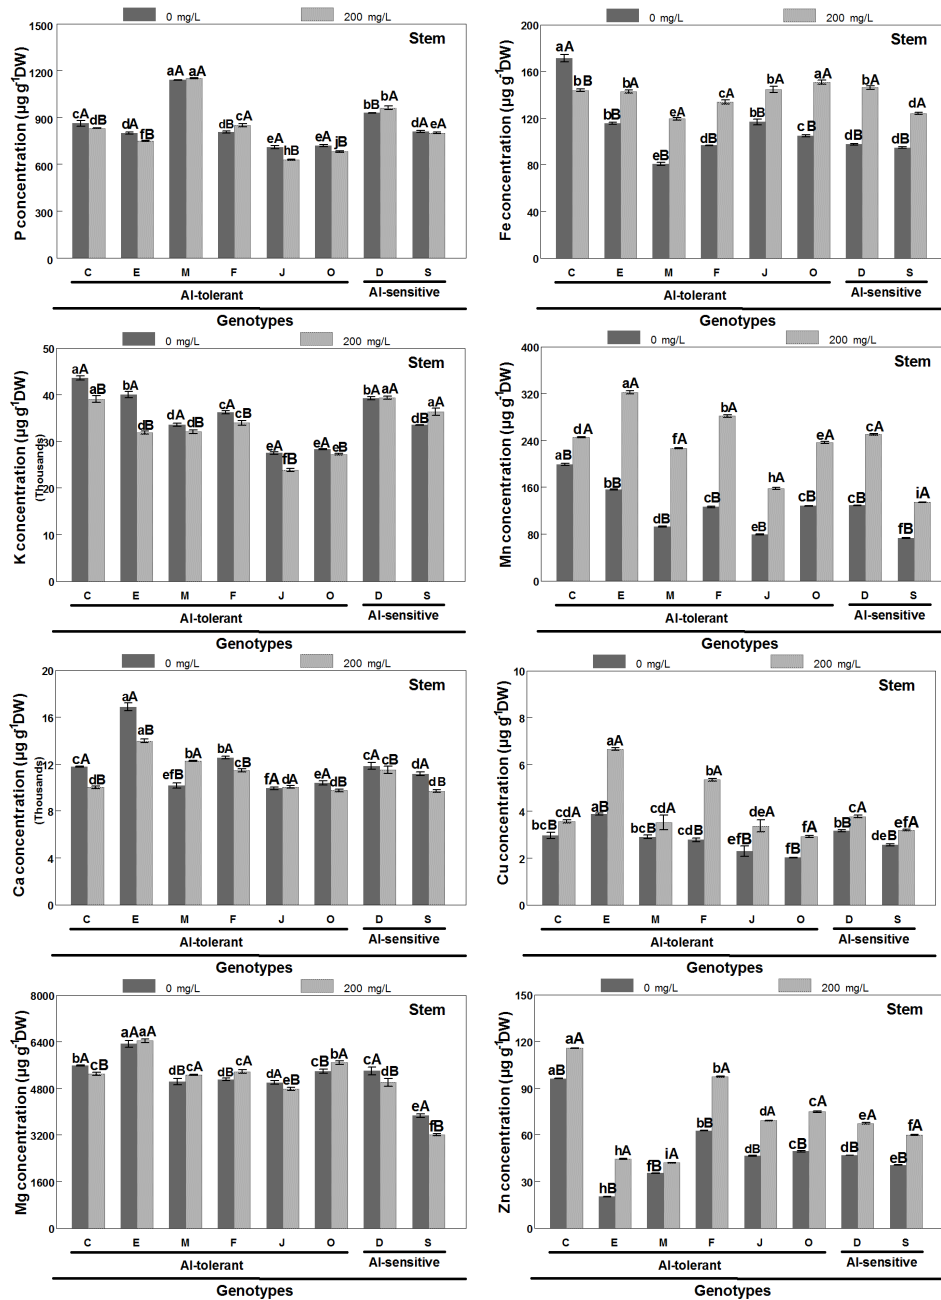 0 mg/L 200 mg/L
Stem
P concentration (µg g-1DW)
1500
1200
900
600
300
0
cA dB dA fB aA aA dB cB eA hB eA jB bB bA dA eA
C E M F J O D S
Al-tolerant Al-sensitive
Genotypes
0 mg/L 200 mg/L
Stem
Fe concentration (µg g-1DW)
200
160
120
80
40
0
aA bB bB bA eB eA dB cA bB bA cB aA dB bA dB dA
C E M F J O D S
Al-tolerant Al-sensitive
Genotypes
0 mg/L 200 mg/L
Stem
K concentration (µg g-1DW)
(Thousands)
50
40
30
20
10
0
aA aB bA dB dA dB cA cB eA fB eA eB bA aA dB aA
C E M F J O D S
Al-tolerant Al-sensitive
Genotypes
0 mg/L 200 mg/L
Stem
Mn concentration (µg g-1DW)
400
320
240
160
80
0
aB dA bB aA dB fA cB bA eB hA cB eA cB cA fB iA
C E M F J O D S
Al-tolerant Al-sensitive
Genotypes
0 mg/L 200 mg/L
Stem
Ca concentration (µg g-1DW)
(Thousands)
20
16
12
8
4
0
cA dB aA aB efB bA bA cB fA dA eA dB cA cB dA dB
C E M F J O D S
Al-tolerant Al-sensitive
Genotypes
0 mg/L 200 mg/L
Stem
Cu concentration (µg g-1DW)
10
8
6
4
2
0
bcB cdA aB aA bcB cdA cdB bA efB deA fB fA bB cA deB efA
C E M F J O D S
Al-tolerant Al-sensitive
Genotypes
0 mg/L 200 mg/L
Stem
Mg concentration (µg g-1DW)
8000
6400
4800
3200
1600
0
bA cB aA aA dB cA dB cA dA eB cB bA cA dB eA fB
C E M F J O D S
Al-tolerant Al-sensitive
Genotypes
0 mg/L 200 mg/L
Stem
Zn concentration (µg g-1DW)
150
120
90
60
30
0
aB aA hB hA fB iA bB bA dB dA cB cA dB eA eB fA
C E M F J O D S
Al-tolerant Al-sensitive
Genotypes